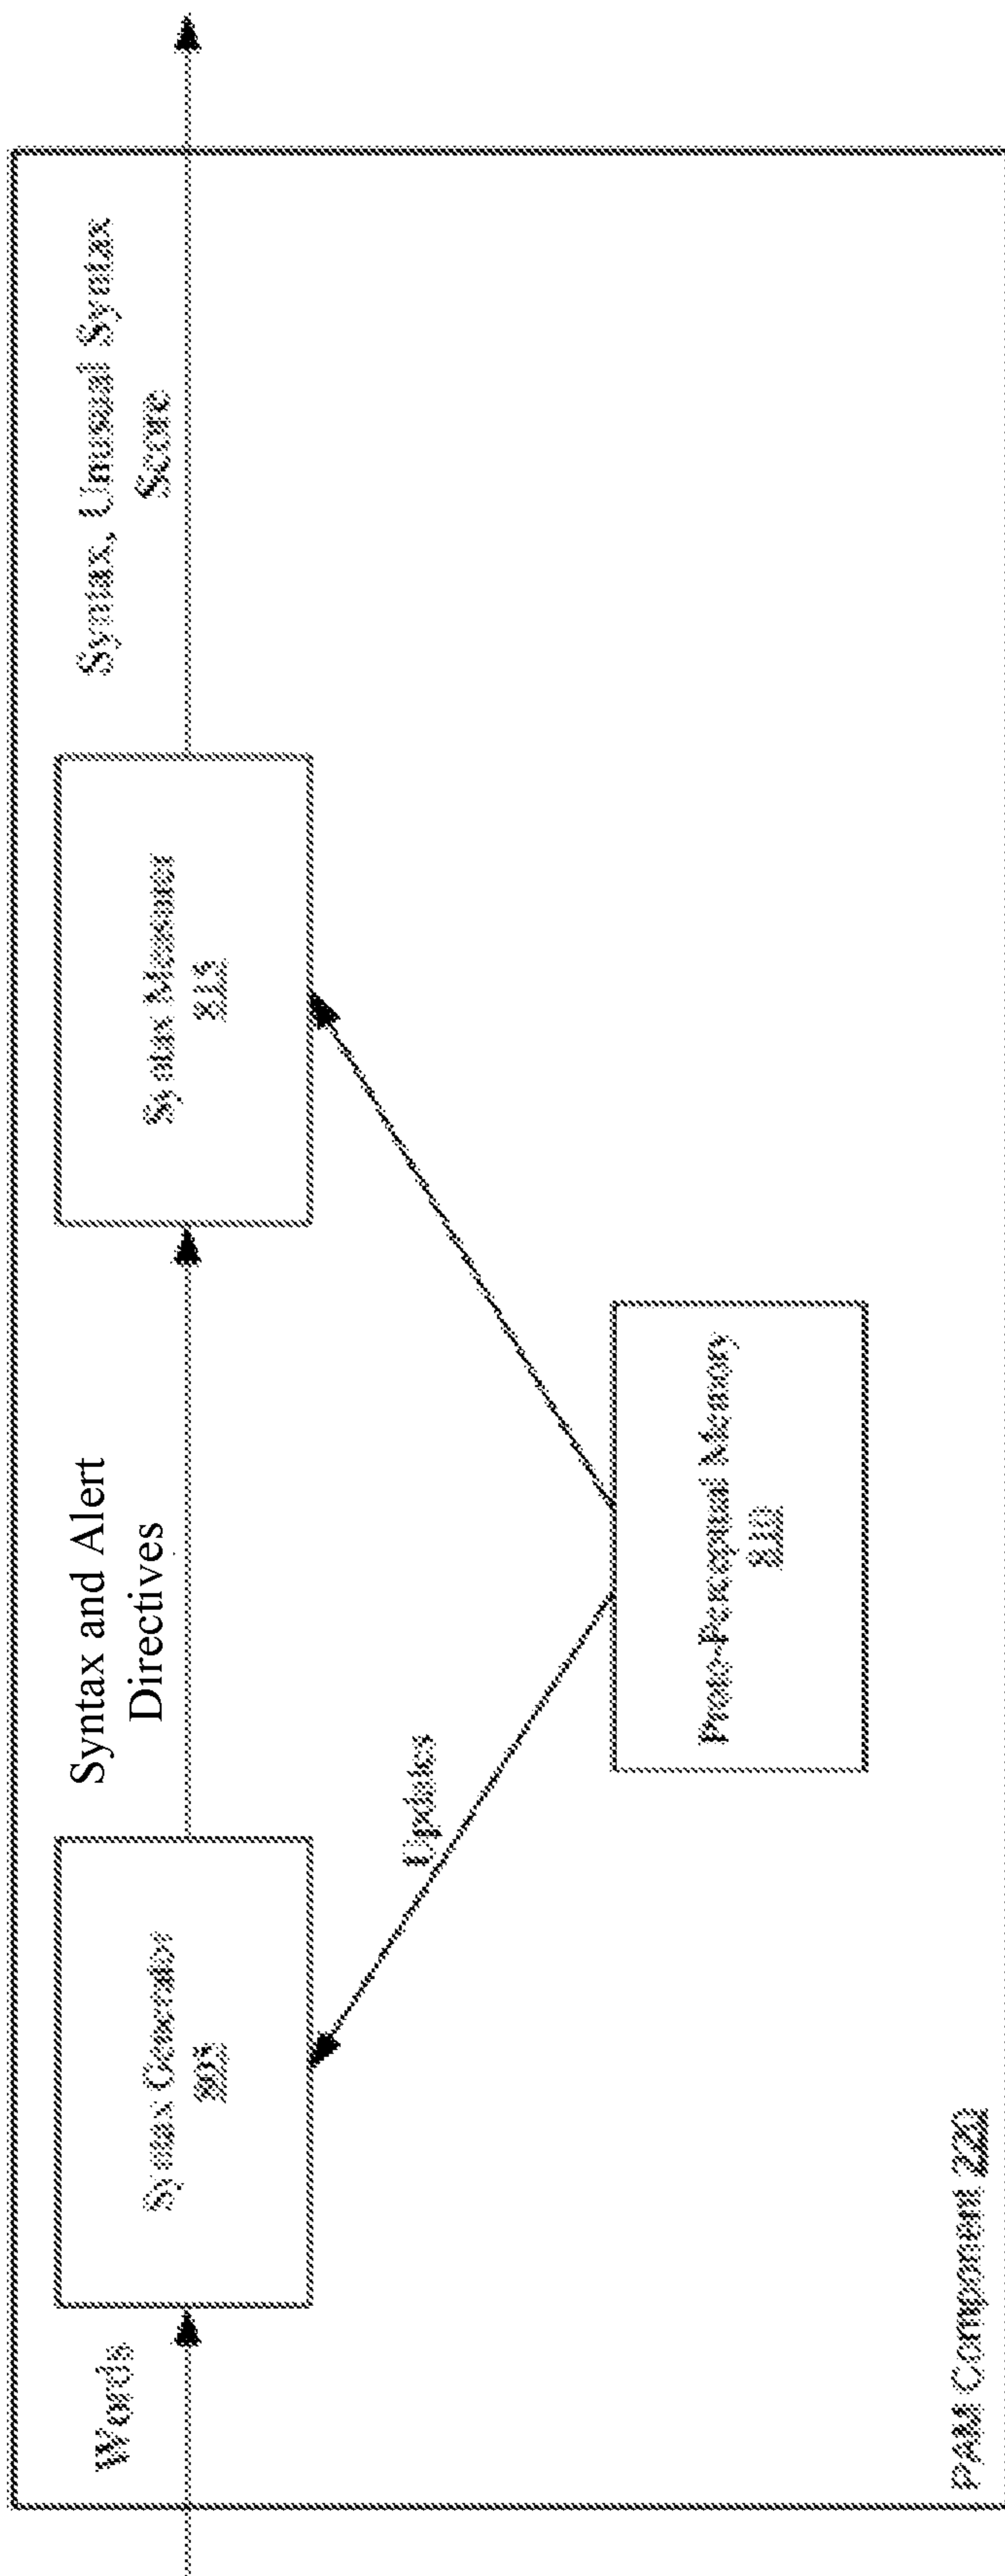 Words
Syntax Generator
805
Syntax and Alert
Directives
Syntax Measurer
815
Syntax, Unusual Syntax
Score
Updates
Proto-Perceptual Memory
810
PAM Component 220